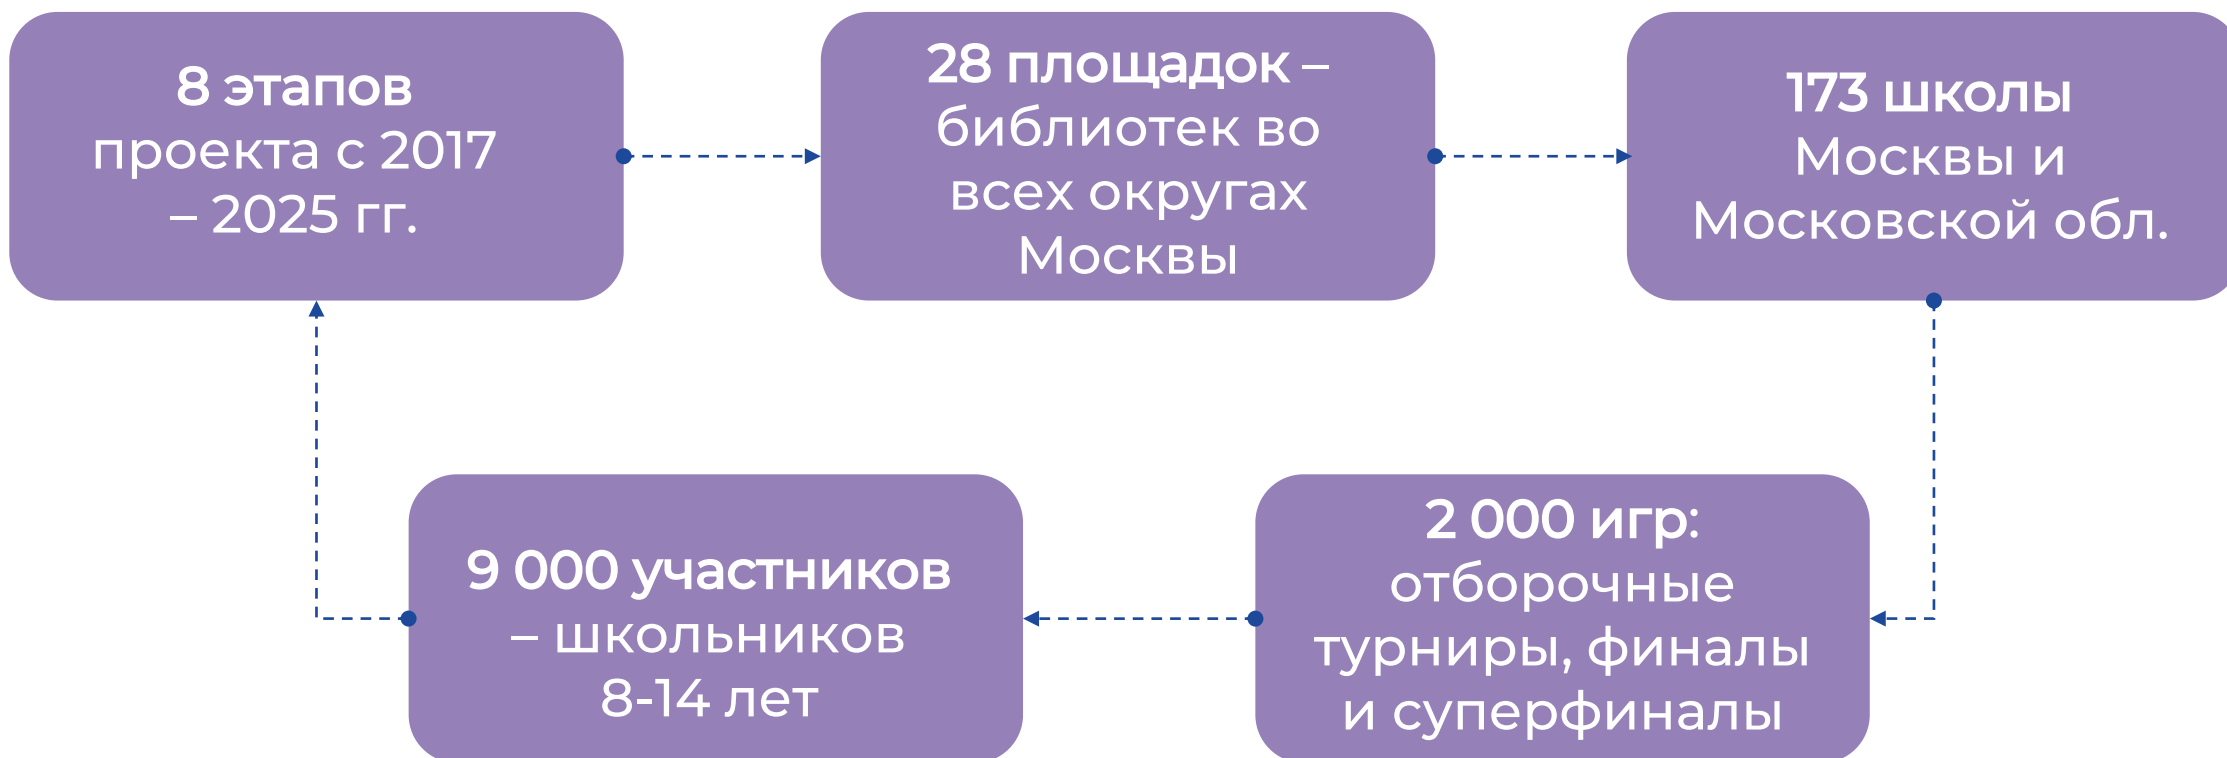 8 этапов
проекта с 2017
– 2025 гг.
28 площадок –
библиотек во
всех округах
Москвы
173 школы
Москвы и
Московской обл.
9 000 участников
– школьников
8-14 лет
2 000 игр:
отборочные
турниры, финалы
и суперфиналы